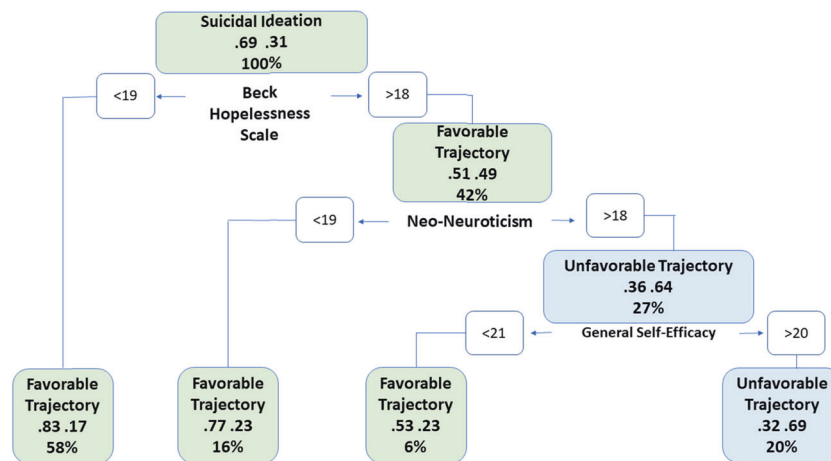 Suicidal Ideation
.69 .31
100%
<19
Beck
Hopelessness
Scale
>18
Favorable
Trajectory
.51 .49
42%
<19
Neo-Neuroticism
>18
Unfavorable Trajectory
.36 .64
27%
<21
General Self-Efficacy
>20
Favorable
Trajectory
.83 .17
58%
Favorable
Trajectory
.77 .23
16%
Favorable
Trajectory
.53 .23
6%
Unfavorable
Trajectory
.32 .69
20%